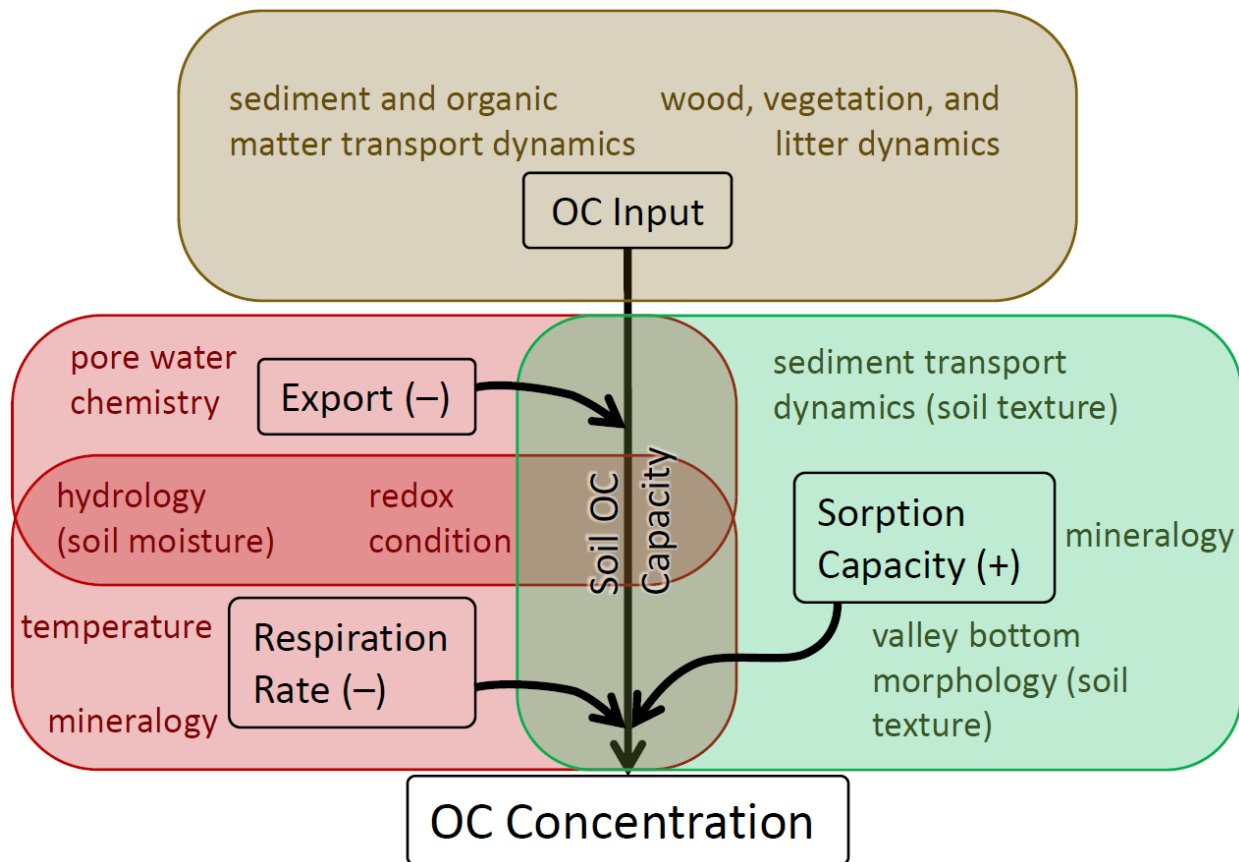 sediment and organic
matter transport dynamics
wood, vegetation, and
litter dynamics
OC Input
pore water
chemistry
Export (–)
sediment transport
dynamics (soil texture)
hydrology
(soil moisture)
redox
condition
Soil OC
Capacity
Sorption
Capacity (+)
mineralogy
temperature
Respiration
Rate (–)
mineralogy
valley bottom
morphology (soil
texture)
OC Concentration